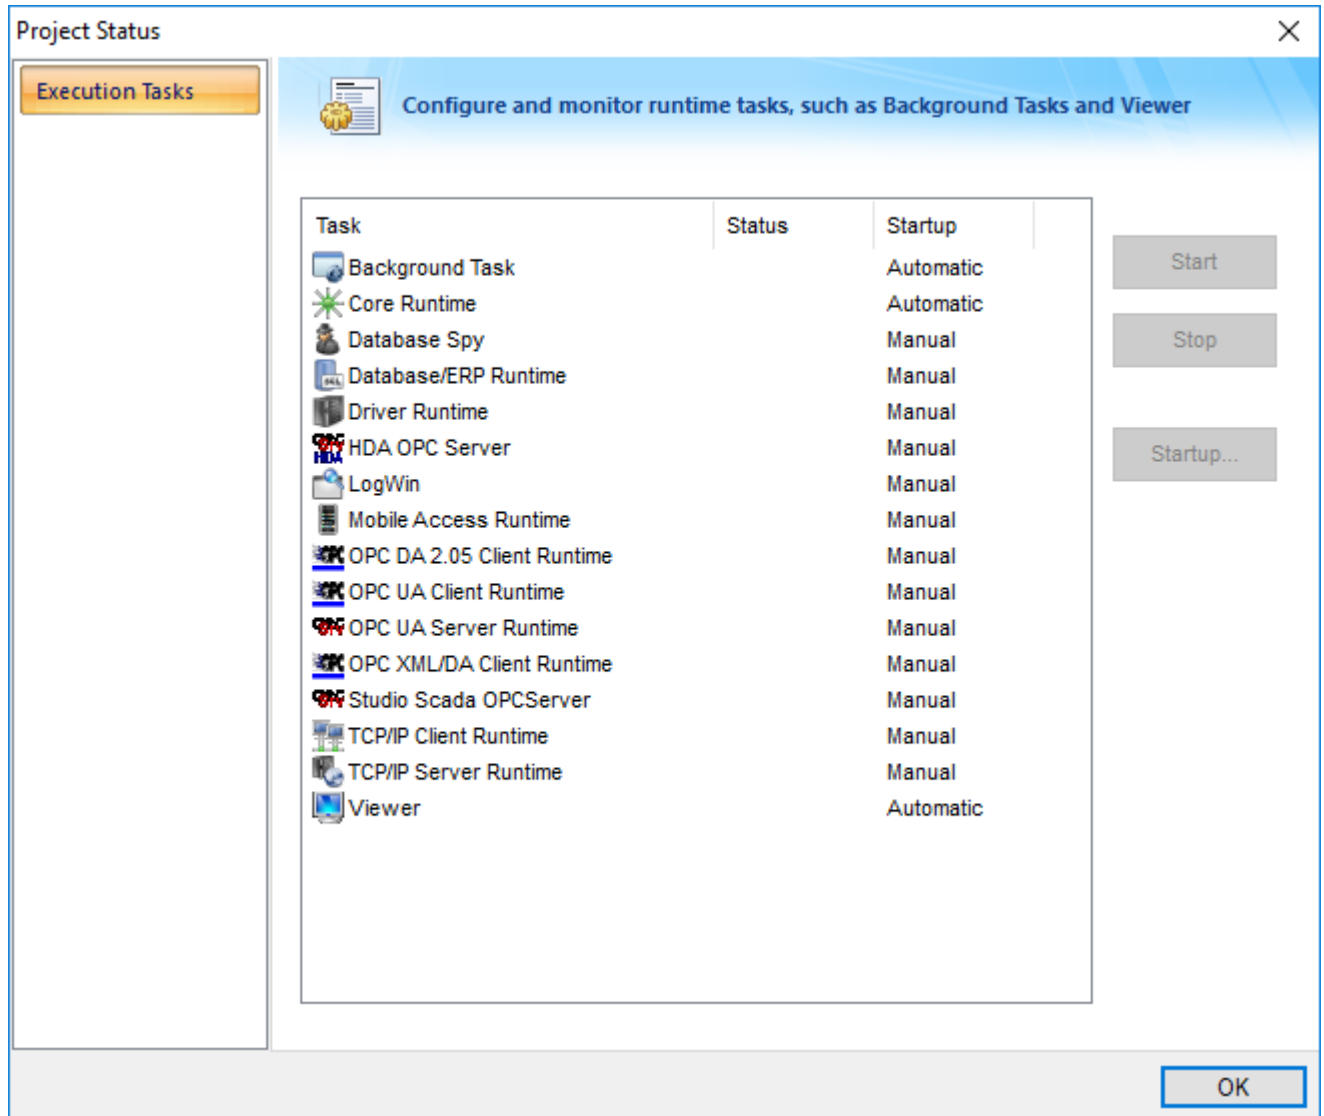 Project Status
Execution Tasks
Configure and monitor runtime tasks, such as Background Tasks and Viewer
Task Status Startup
Background Task Automatic
Core Runtime Automatic
Database Spy Manual
Database/ERP Runtime Manual
Driver Runtime Manual
HDA OPC Server Manual
LogWin Manual
Mobile Access Runtime Manual
OPC DA 2.05 Client Runtime Manual
OPC UA Client Runtime Manual
OPC UA Server Runtime Manual
OPC XML/DA Client Runtime Manual
Studio Scada OPCServer Manual
TCP/IP Client Runtime Manual
TCP/IP Server Runtime Manual
Viewer Automatic
Start
Stop
Startup...
OK